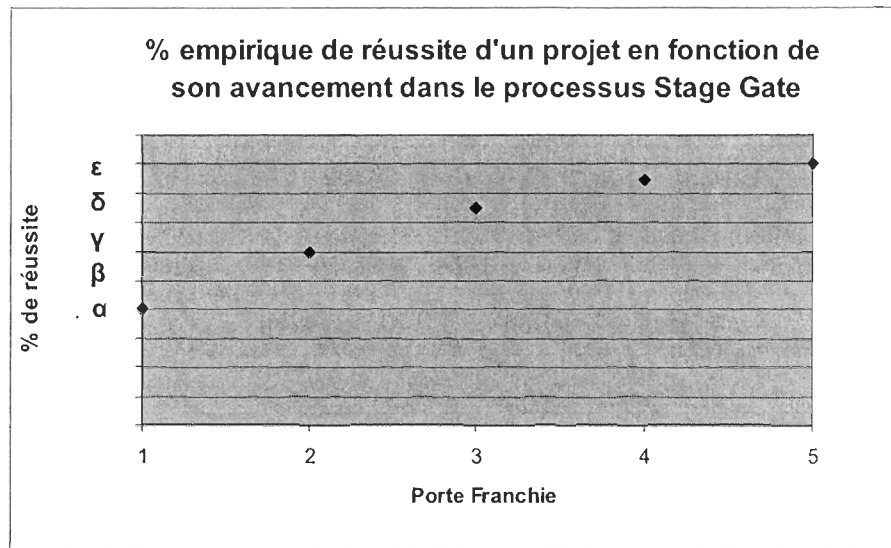 % empirique de réussite d'un projet en fonction de
son avancement dans le processus Stage Gate
% de réussite
ε
δ
γ
β
α
1 2 3 4 5
Porte Franchie